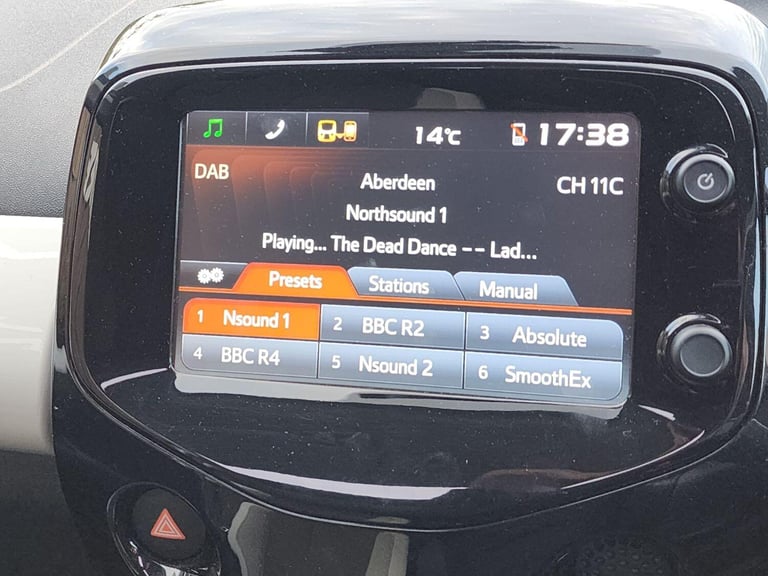 14°C 17:38
DAB
Aberdeen
CH 11C
Northsound 1
Playing... The Dead Dance -- Lad...
Presets Stations Manual
1 Nsound 1 2 BBC R2 3 Absolute
4 BBC R4 5 Nsound 2 6 SmoothEx